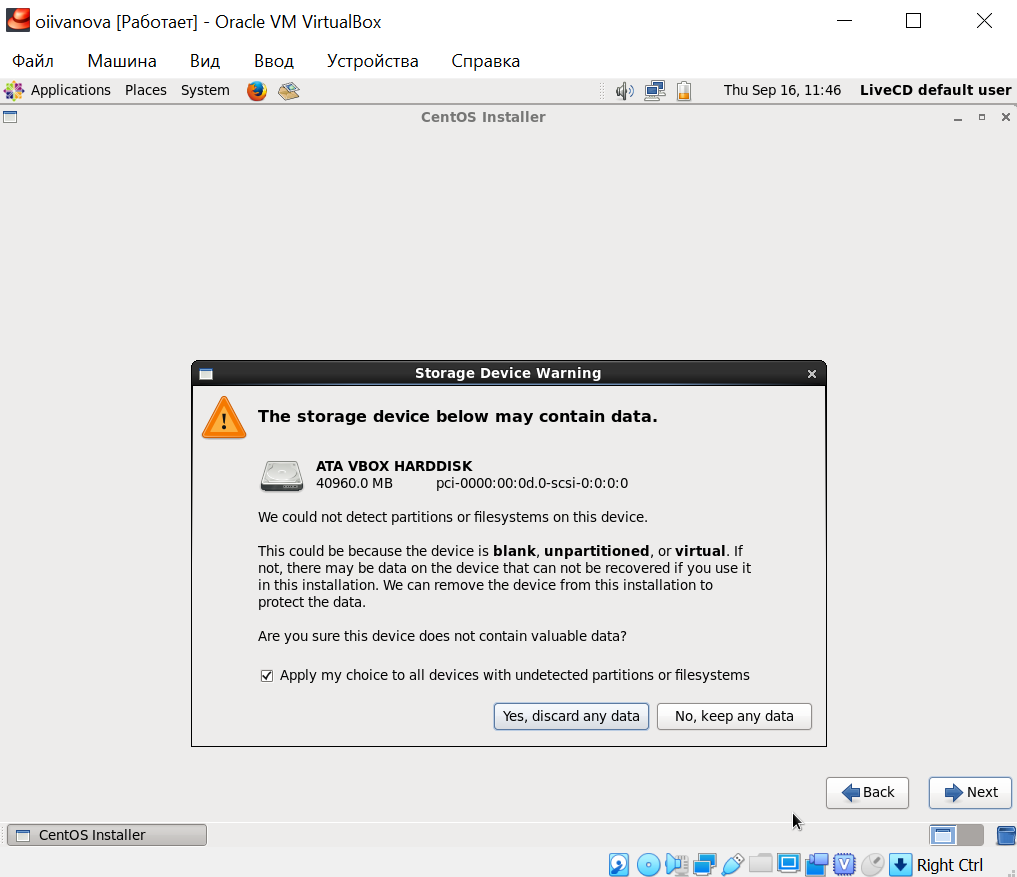 oiivanova [Работает] - Oracle VM VirtualBox
Файл Машина Вид Ввод Устройства Справка
Applications Places System Thu Sep 16, 11:46 LiveCD default user
CentOS Installer
Storage Device Warning
The storage device below may contain data.
ATA VBOX HARDDISK
40960.0 MB pci-0000:00:0d.0-scsi-0:0:0:0
We could not detect partitions or filesystems on this device.
This could be because the device is blank, unpartitioned, or virtual. If
not, there may be data on the device that can not be recovered if you use it
in this installation. We can remove the device from this installation to
protect the data.
Are you sure this device does not contain valuable data?
Apply my choice to all devices with undetected partitions or filesystems
Yes, discard any data No, keep any data
Back Next
CentOS Installer
Right Ctrl